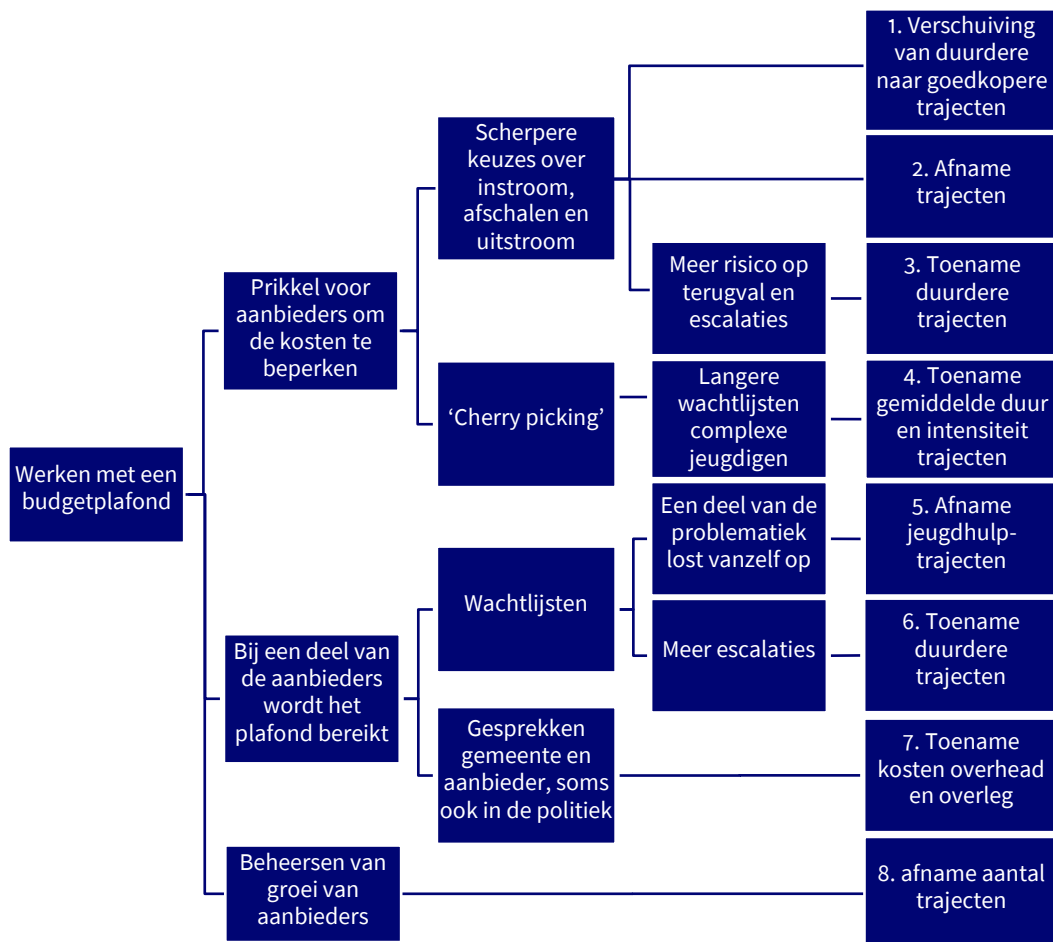 Werken met een
budgetplafond
Prikkel voor
aanbieders om
de kosten te
beperken
Scherpere
keuzes over
instroom,
afschalen en
uitstroom
1. Verschuiving
van duurdere
naar goedkopere
trajecten
2. Afname
trajecten
Meer risico op
terugval en
escalaties
3. Toename
duurdere
trajecten
‘Cherry picking’
Langere
wachtlijsten
complexe
jeugdigen
4. Toename
gemiddelde duur
en intensiteit
trajecten
Bij een deel van
de aanbieders
wordt het
plafond bereikt
Wachtlijsten
Een deel van de
problematiek
lost vanzelf op
5. Afname
jeugdhulp-
trajecten
Meer escalaties
6. Toename
duurdere
trajecten
Gesprekken
gemeente en
aanbieder, soms
ook in de politiek
7. Toename
kosten overhead
en overleg
Beheersen van
groei van
aanbieders
8. afname aantal
trajecten